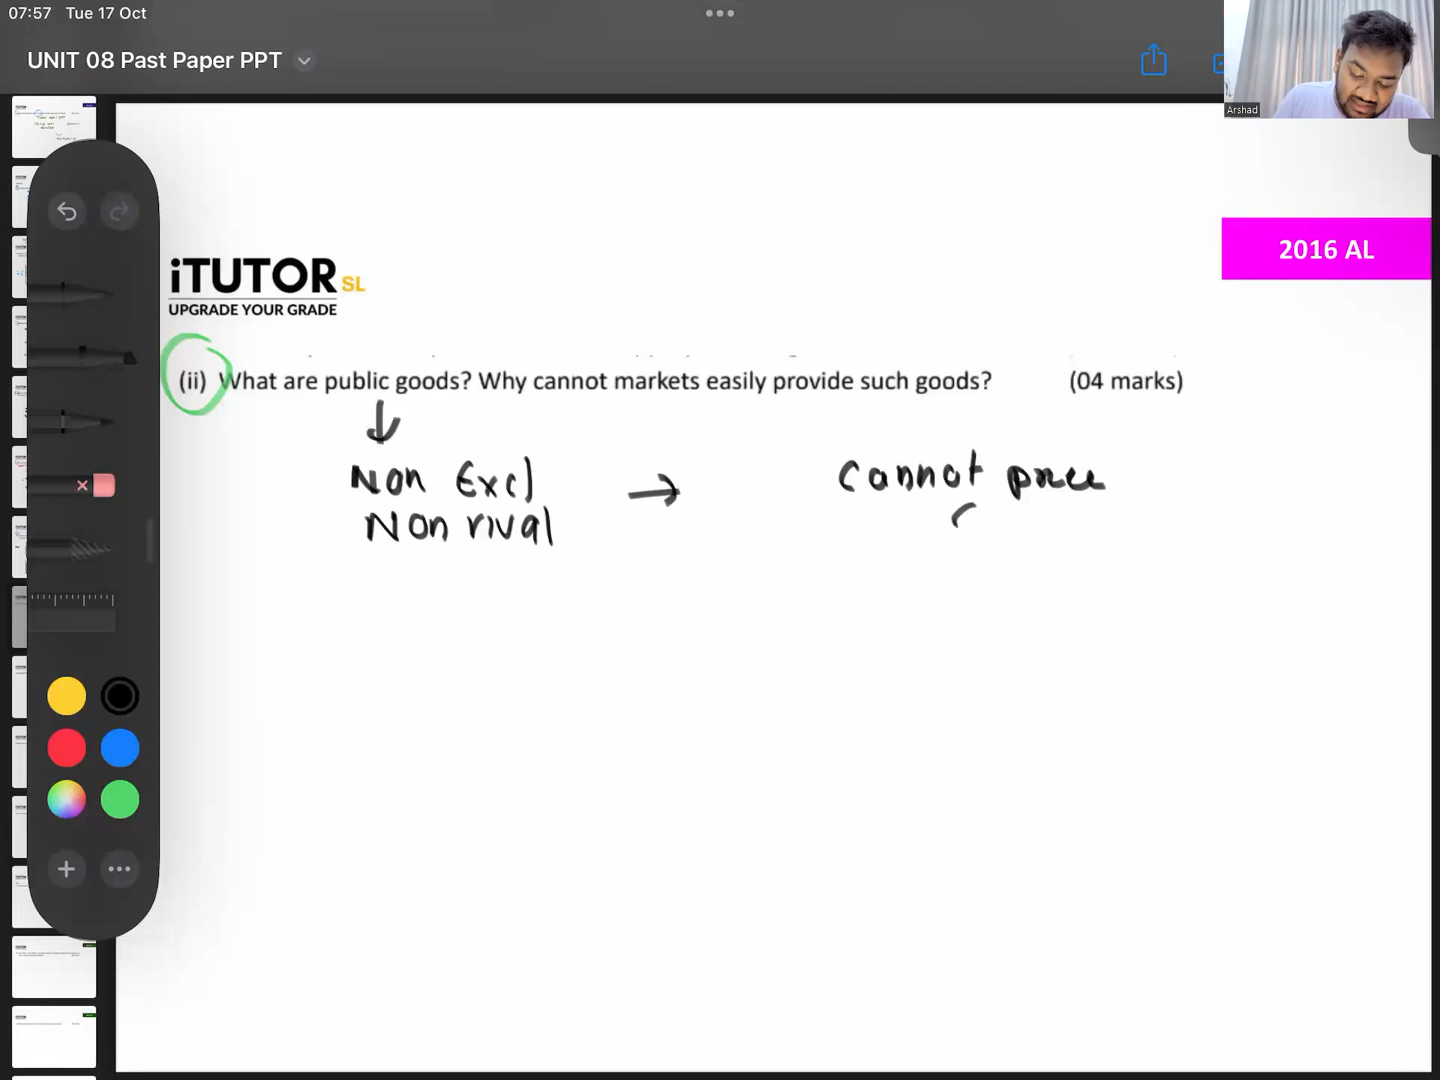 07:57 Tue 17 Oct
UNIT 08 Past Paper PPT
Arshad
2016 AL
iTUTOR SL
UPGRADE YOUR GRADE
(ii) What are public goods? Why cannot markets easily provide such goods? (04 marks)
Non Excl → cannot price
Non rival